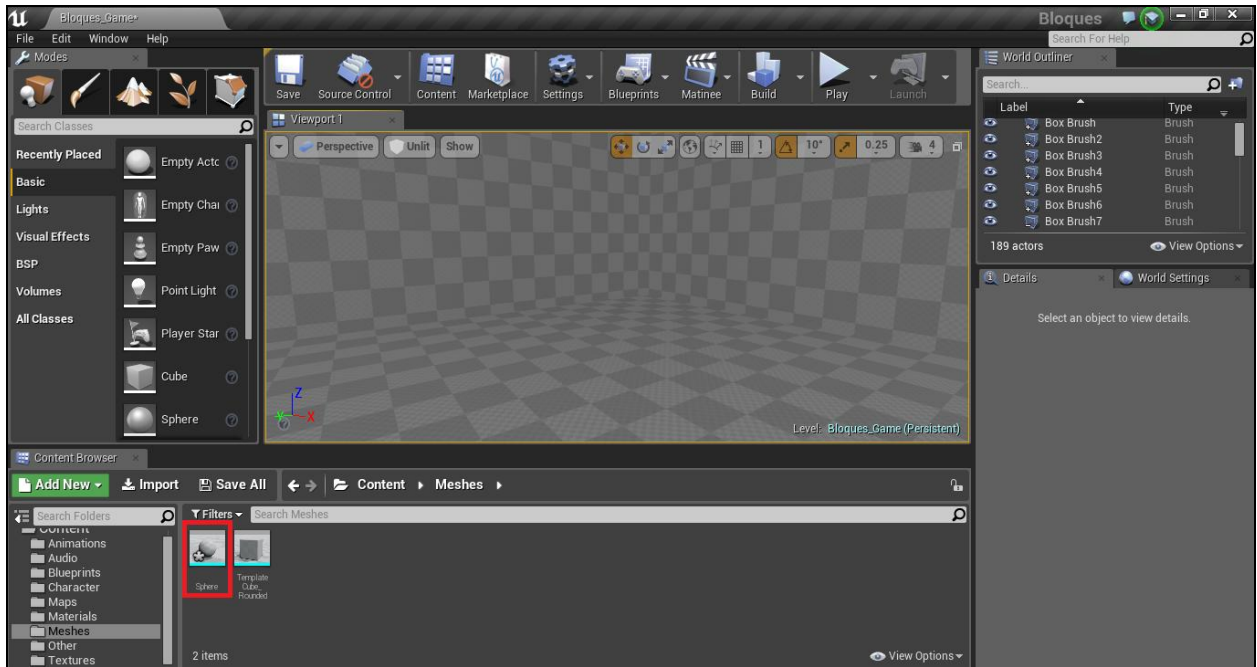 Bloques_Game*
Bloques
File Edit Window Help
Search For Help
Modes
Search Classes
Recently Placed
Basic
Lights
Visual Effects
BSP
Volumes
All Classes
Empty Actc
Empty Chai
Empty Paw
Point Light
Player Star
Cube
Sphere
Save Source Control Content Marketplace Settings Blueprints Matinee Build Play Launch
Viewport 1
Perspective Unlit Show 1 10° 0.25 4
Z
Y X
Level: Bloques_Game (Persistent)
World Outliner
Search...
Label Type
Box Brush Brush
Box Brush2 Brush
Box Brush3 Brush
Box Brush4 Brush
Box Brush5 Brush
Box Brush6 Brush
Box Brush7 Brush
189 actors View Options
Details World Settings
Select an object to view details.
Content Browser
Add New Import Save All Content Meshes
Search Folders
Content
Animations
Audio
Blueprints
Character
Maps
Materials
Meshes
Other
Textures
Filters Search Meshes
Sphere
Template
Cube_
Rounded
2 items View Options